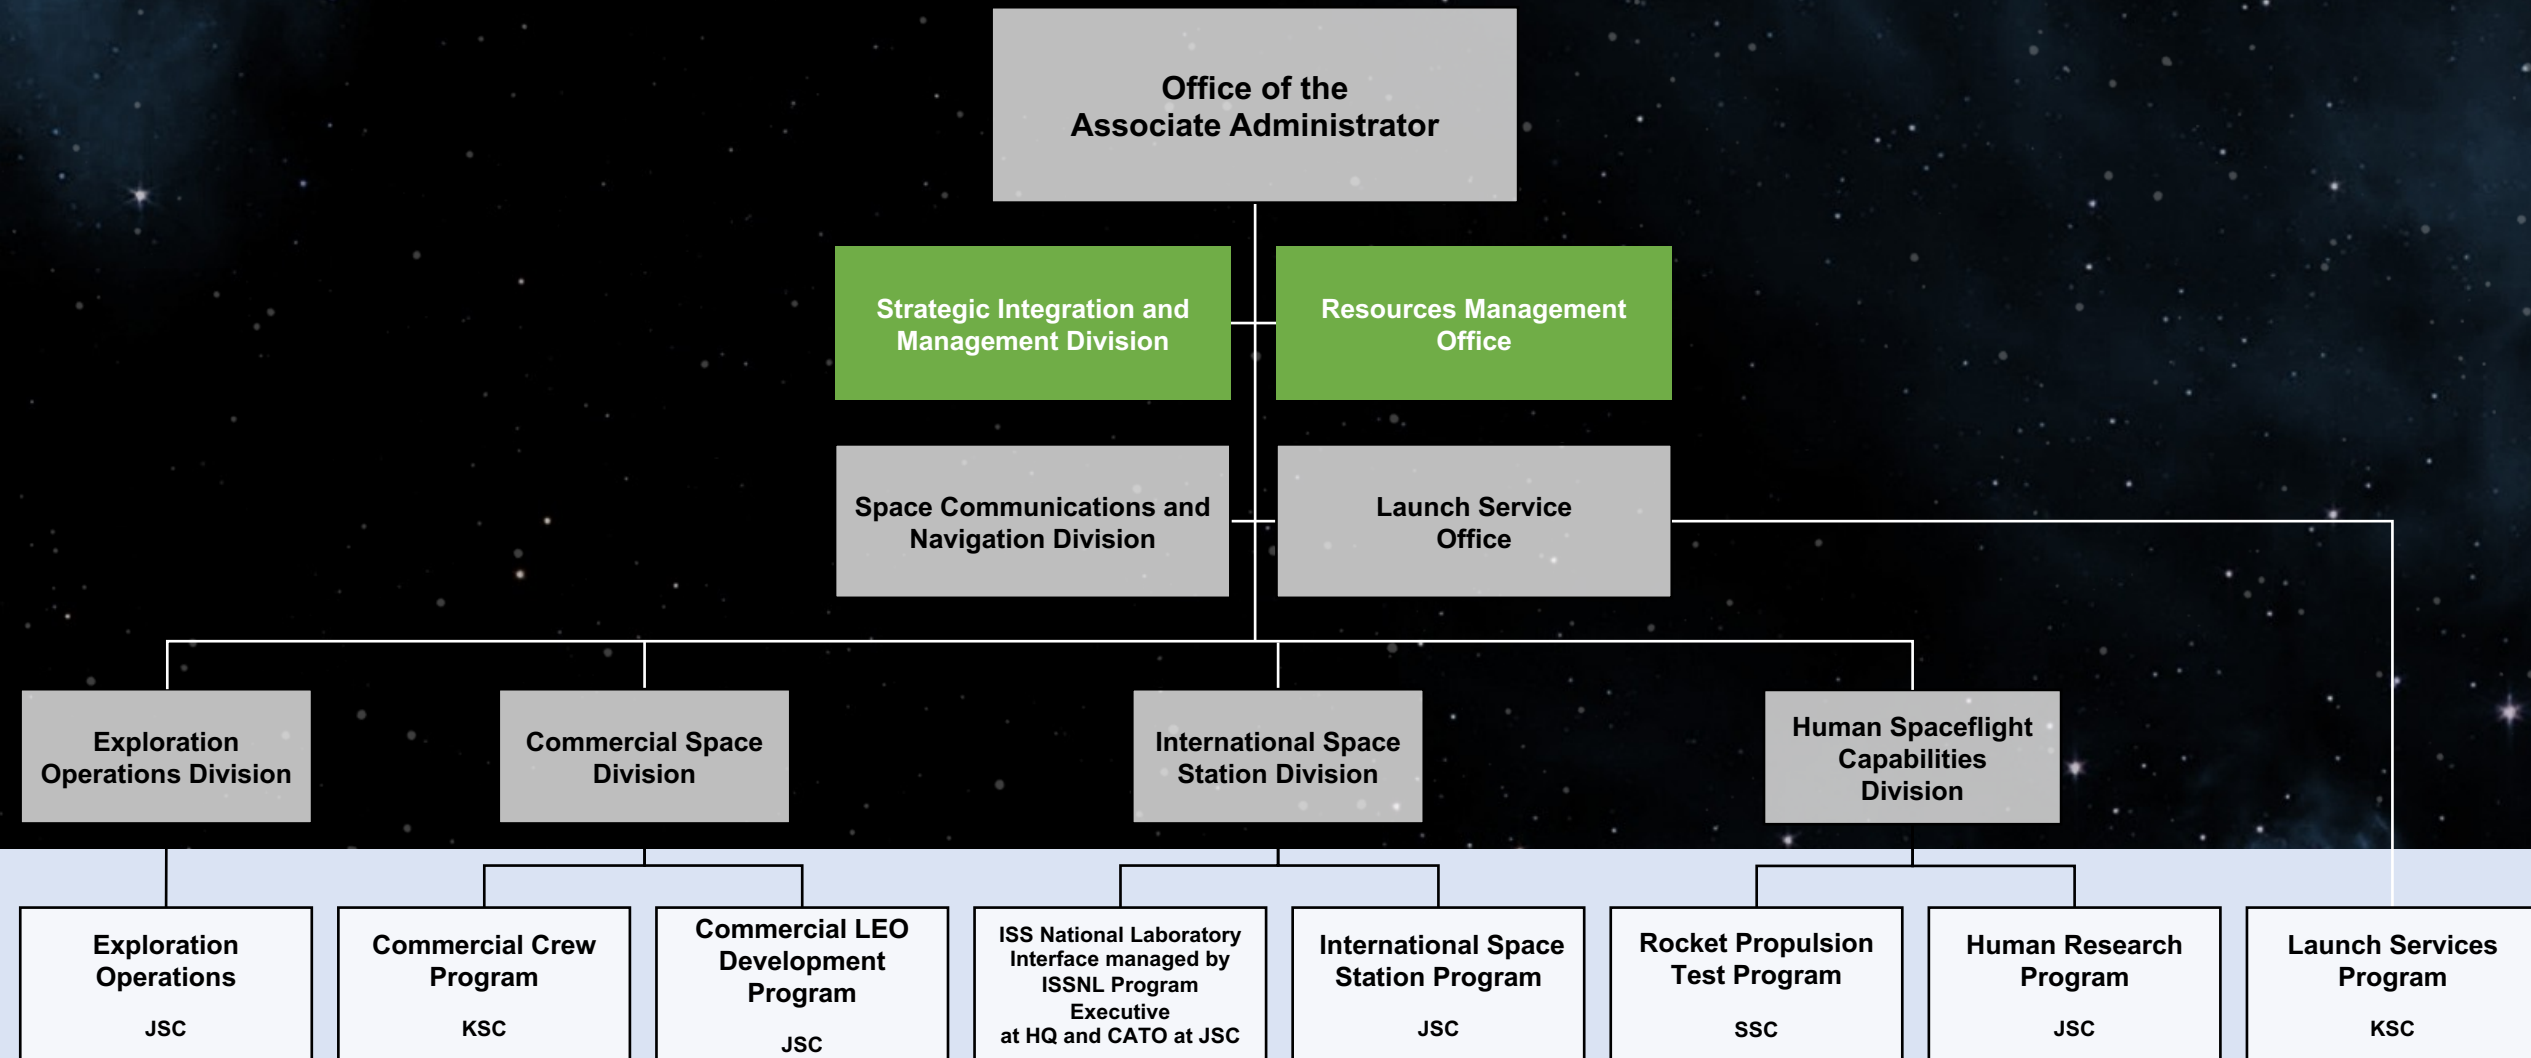 Office of the
Associate Administrator
Strategic Integration and
Management Division
Resources Management
Office
Space Communications and
Navigation Division
Launch Service
Office
Exploration
Operations Division
Commercial Space
Division
International Space
Station Division
Human Spaceflight
Capabilities
Division
Exploration
Operations
JSC
Commercial Crew
Program
KSC
Commercial LEO
Development
Program
JSC
ISS National Laboratory
Interface managed by
ISSNL Program
Executive
at HQ and CATO at JSC
International Space
Station Program
JSC
Rocket Propulsion
Test Program
SSC
Human Research
Program
JSC
Launch Services
Program
KSC